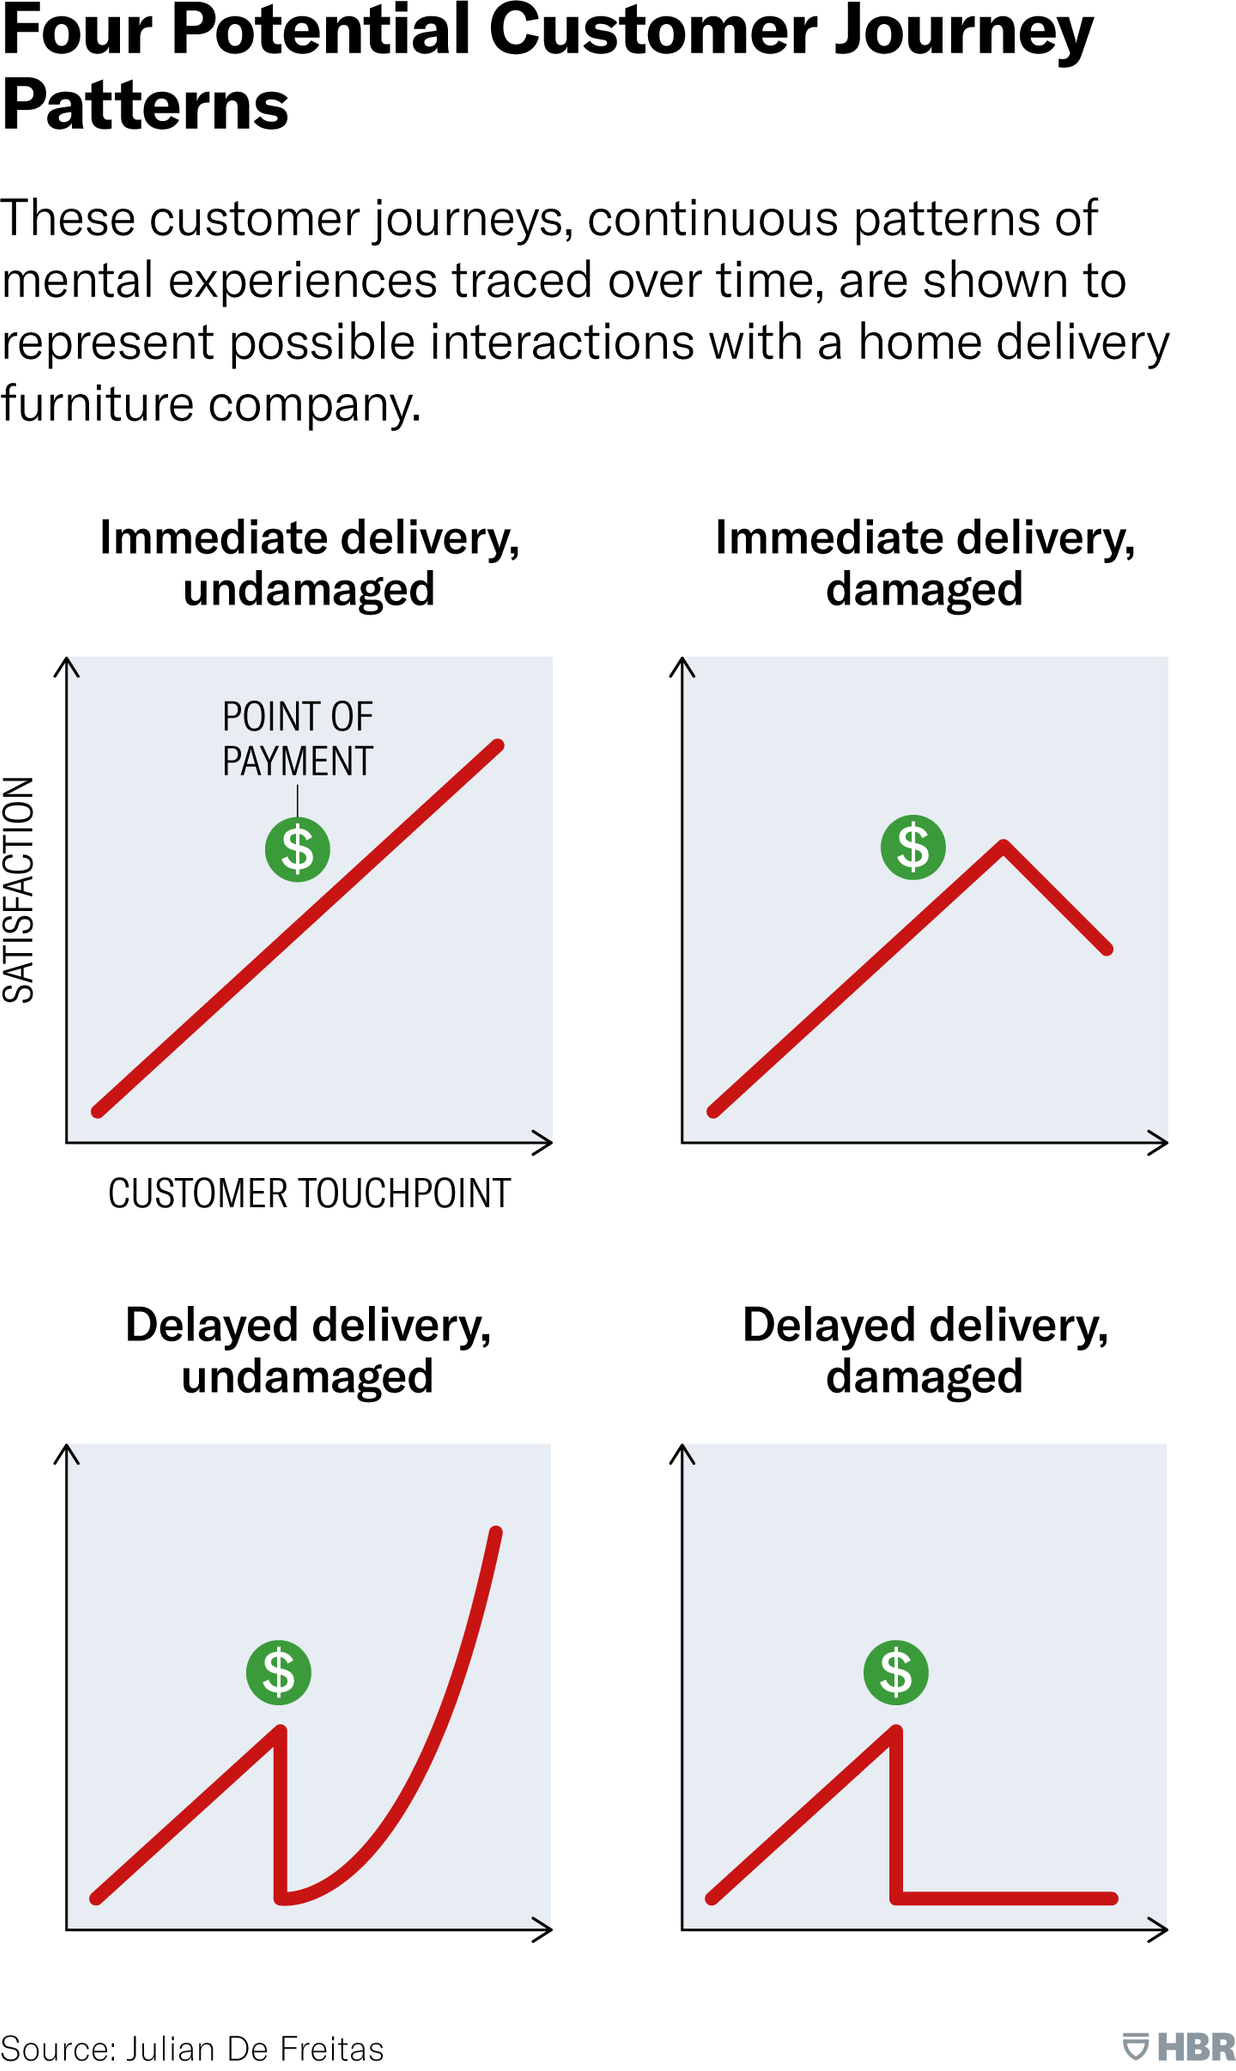 Four Potential Customer Journey
Patterns
These customer journeys, continuous patterns of
mental experiences traced over time, are shown to
represent possible interactions with a home delivery
furniture company.
Immediate delivery,
undamaged
POINT OF
PAYMENT
$
SATISFACTION
CUSTOMER TOUCHPOINT
Immediate delivery,
damaged
$
Delayed delivery,
undamaged
$
Delayed delivery,
damaged
$
Source: Julian De Freitas
HBR